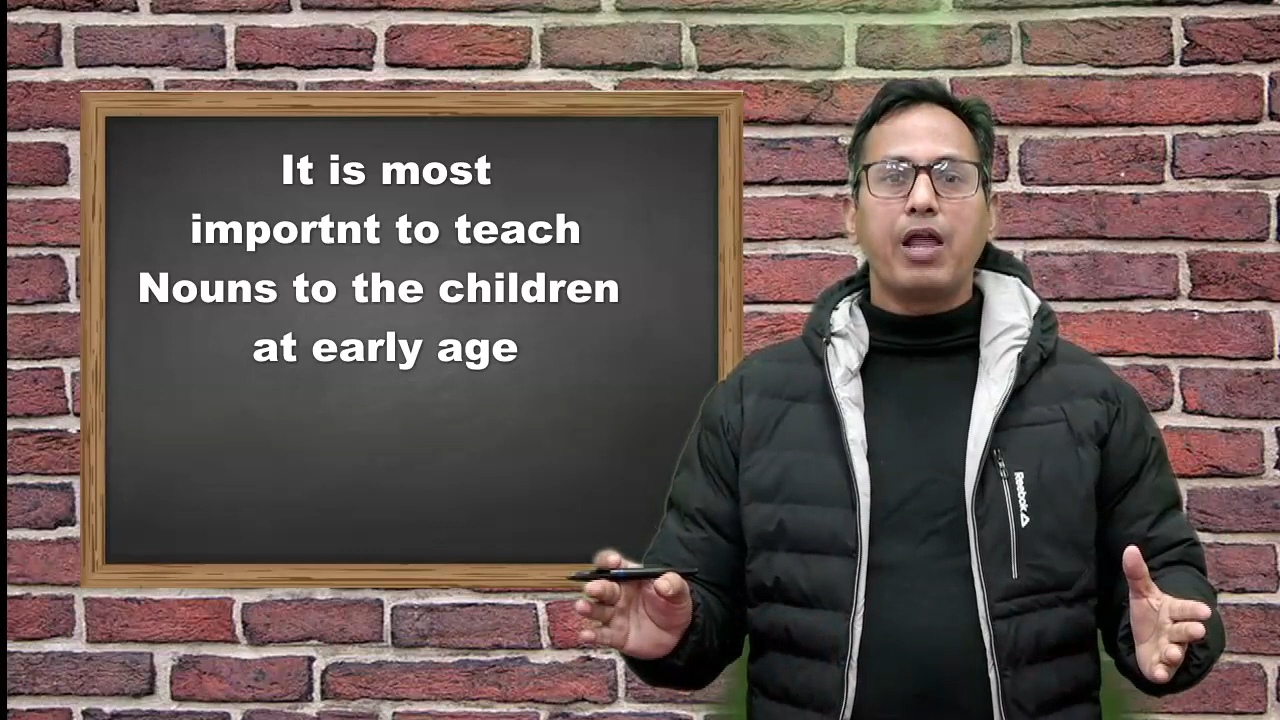 It is most
importnt to teach
Nouns to the children
at early age
Reebok